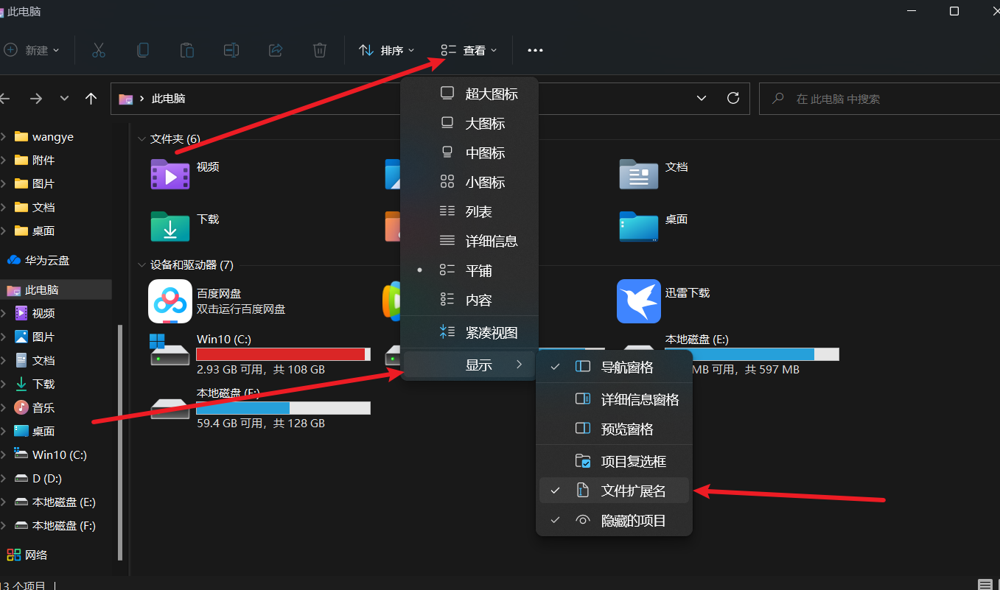 此电脑
新建
排序
查看
此电脑
在 此电脑 中搜索
wangye
附件
图片
文档
桌面
华为云盘
此电脑
视频
图片
文档
下载
音乐
桌面
Win10 (C:)
D (D:)
本地磁盘 (E:)
本地磁盘 (F:)
网络
文件夹 (6)
视频
文档
下载
桌面
设备和驱动器 (7)
百度网盘
双击运行百度网盘
迅雷下载
Win10 (C:)
2.93 GB 可用，共 108 GB
本地磁盘 (E:)
MB 可用，共 597 MB
本地磁盘 (F:)
59.4 GB 可用，共 128 GB
超大图标
大图标
中图标
小图标
列表
详细信息
平铺
内容
紧凑视图
显示
导航窗格
详细信息窗格
预览窗格
项目复选框
文件扩展名
隐藏的项目
13 个项目